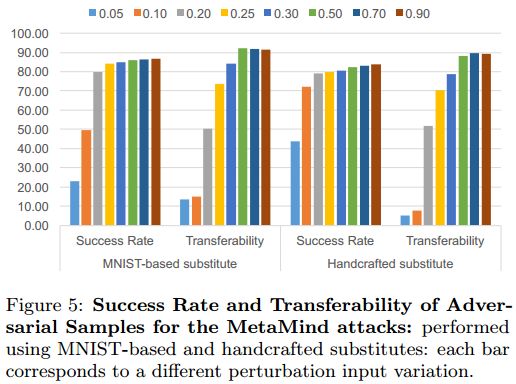 0.05 0.10 0.20 0.25 0.30 0.50 0.70 0.90
100.00
90.00
80.00
70.00
60.00
50.00
40.00
30.00
20.00
10.00
0.00
Success Rate Transferability Success Rate Transferability
MNIST-based substitute Handcrafted substitute
Figure 5: Success Rate and Transferability of Adver-
sarial Samples for the MetaMind attacks: performed
using MNIST-based and handcrafted substitutes: each bar
corresponds to a different perturbation input variation.